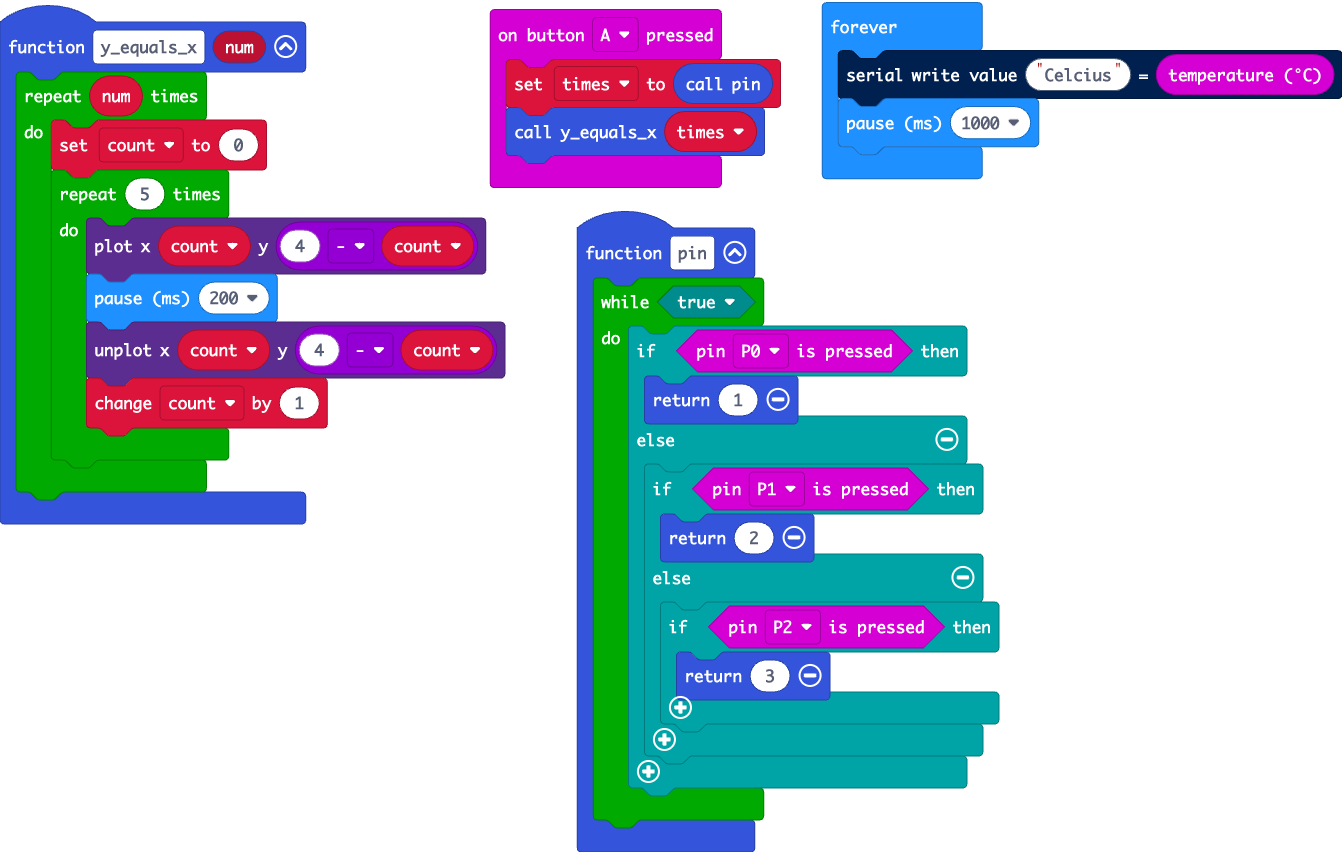 function y_equals_x num
repeat num times
do
set count to 0
repeat 5 times
do
plot x count y 4 - count
pause (ms) 200
unplot x count y 4 - count
change count by 1
on button A pressed
set times to call pin
call y_equals_x times
forever
serial write value "Celcius" = temperature (°C)
pause (ms) 1000
function pin
while true
do
if pin P0 is pressed then
return 1
else
if pin P1 is pressed then
return 2
else
if pin P2 is pressed then
return 3